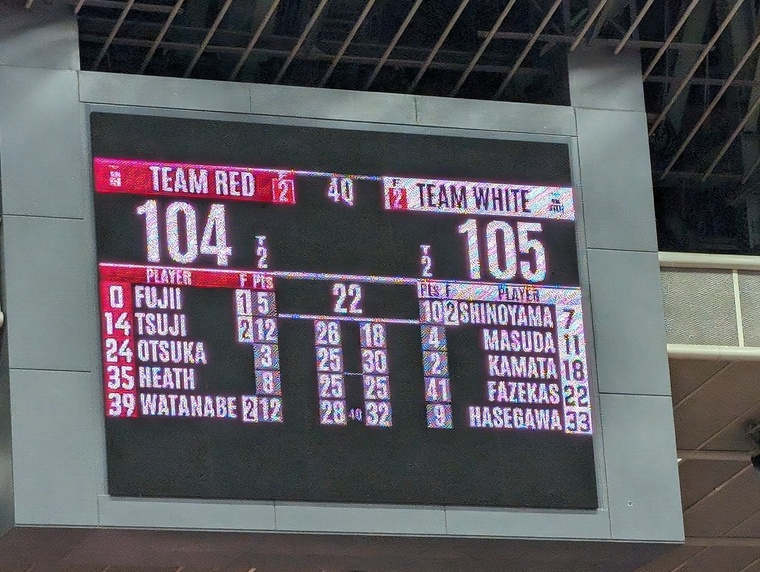 TEAM RED F 2 4Q F 2 TEAM WHITE
104 T 2 T 2 105
PLAYER F PTS 22 PTS F PLAYER
0 FUJII 1 5 10 2 SHINOYAMA 7
14 TSUJI 2 12 26 18 4 MASUDA 11
24 OTSUKA 3 25 30 2 KAMATA 18
35 HEATH 8 25 25 41 FAZEKAS 22
39 WATANABE 2 12 28 4Q 32 9 HASEGAWA 33